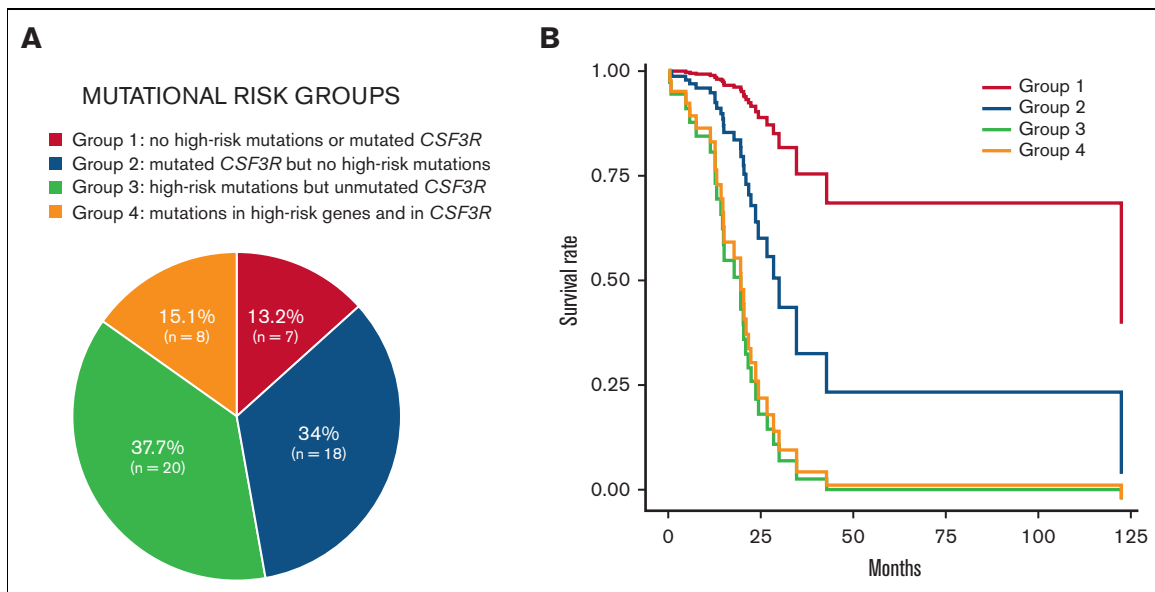 A
MUTATIONAL RISK GROUPS
Group 1: no high-risk mutations or mutated CSF3R
Group 2: mutated CSF3R but no high-risk mutations
Group 3: high-risk mutations but unmutated CSF3R
Group 4: mutations in high-risk genes and in CSF3R
15.1%
(n = 8)
13.2%
(n = 7)
37.7%
(n = 20)
34%
(n = 18)
B
1.00
0.75
0.50
0.25
0.00
Survival rate
Group 1
Group 2
Group 3
Group 4
0 25 50 75 100 125
Months